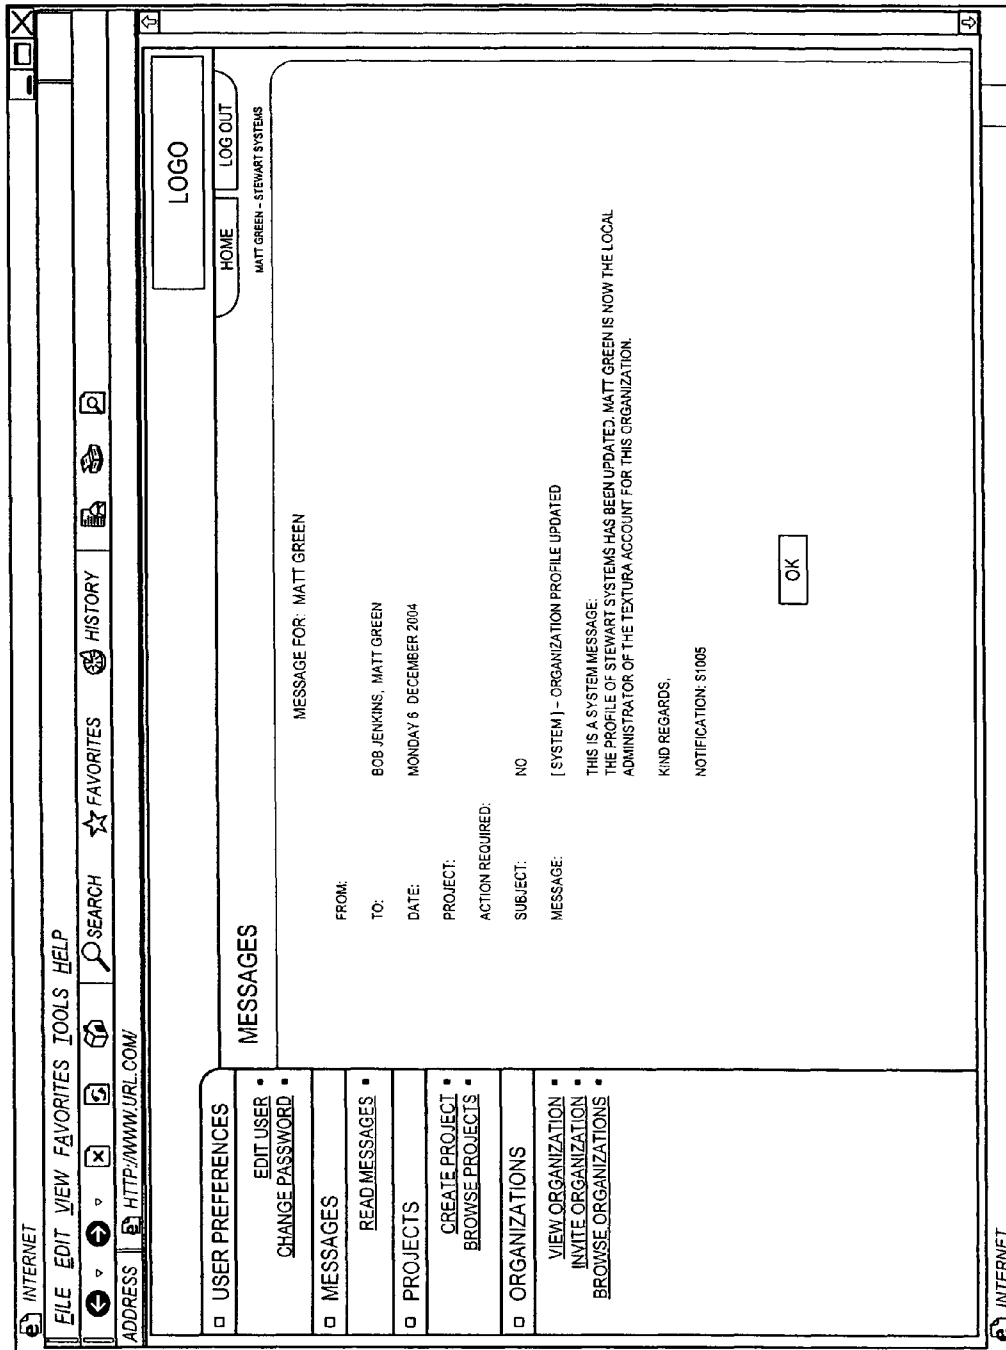 INTERNET
FILE EDIT VIEW FAVORITES TOOLS HELP
SEARCH FAVORITES HISTORY
ADDRESS HTTP://WWW.URL.COM/
LOGO
HOME LOG OUT
MATT GREEN – STEWART SYSTEMS
USER PREFERENCES
EDIT USER
CHANGE PASSWORD
MESSAGES
READ MESSAGES
PROJECTS
CREATE PROJECT
BROWSE PROJECTS
ORGANIZATIONS
VIEW ORGANIZATION
INVITE ORGANIZATION
BROWSE ORGANIZATIONS
MESSAGES
MESSAGE FOR: MATT GREEN
FROM:
TO: BOB JENKINS, MATT GREEN
DATE: MONDAY 6 DECEMBER 2004
PROJECT:
ACTION REQUIRED:
SUBJECT: NO
MESSAGE: [ SYSTEM ] – ORGANIZATION PROFILE UPDATED
THIS IS A SYSTEM MESSAGE:
THE PROFILE OF STEWART SYSTEMS HAS BEEN UPDATED. MATT GREEN IS NOW THE LOCAL
ADMINISTRATOR OF THE TEXTURA ACCOUNT FOR THIS ORGANIZATION.
KIND REGARDS,
NOTIFICATION: S1005
OK
INTERNET